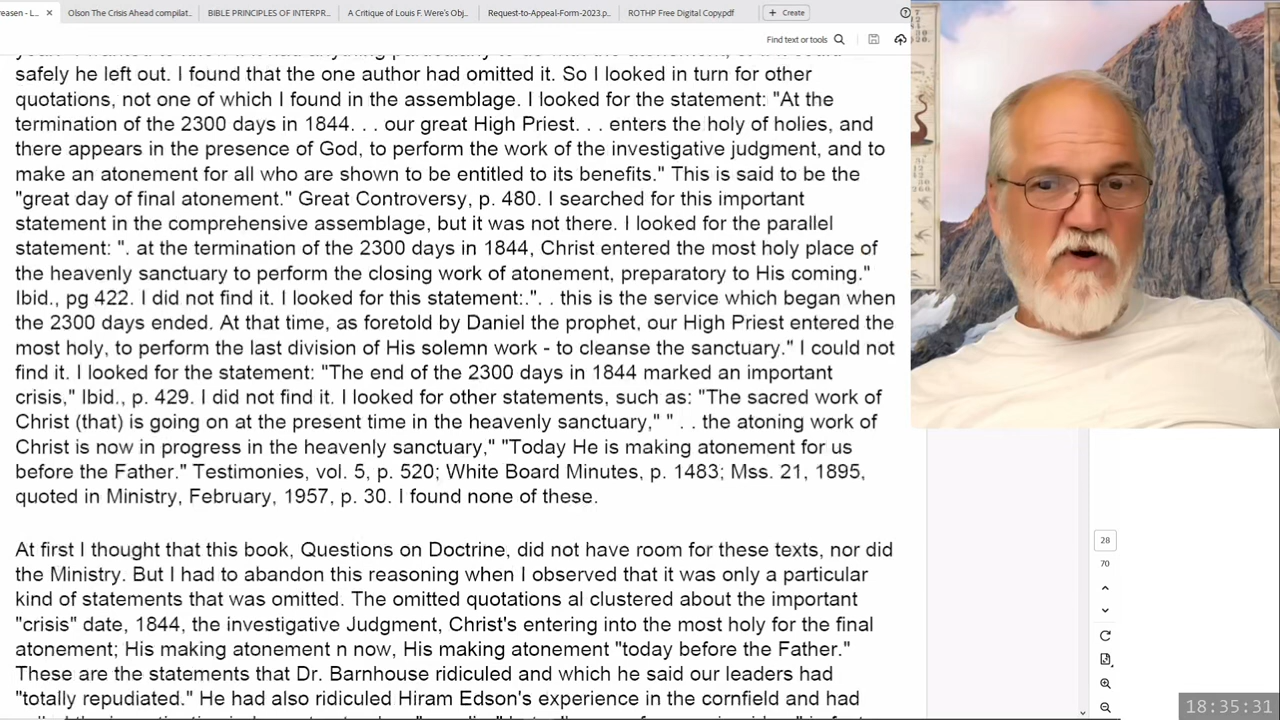 reasen - L...
Olson The Crisis Ahead compilat..
BIBLE PRINCIPLES OF INTERPR...
A Critique of Louis F. Were's Obj..
Request-to-Appeal-Form-2023.p..
ROTHP Free Digital Copy.pdf
Create
Find text or tools
safely he left out. I found that the one author had omitted it. So I looked in turn for other
quotations, not one of which I found in the assemblage. I looked for the statement: "At the
termination of the 2300 days in 1844. . . our great High Priest. . . enters the holy of holies, and
there appears in the presence of God, to perform the work of the investigative judgment, and to
make an atonement for all who are shown to be entitled to its benefits." This is said to be the
"great day of final atonement." Great Controversy, p. 480. I searched for this important
statement in the comprehensive assemblage, but it was not there. I looked for the parallel
statement: ". at the termination of the 2300 days in 1844, Christ entered the most holy place of
the heavenly sanctuary to perform the closing work of atonement, preparatory to His coming."
Ibid., pg 422. I did not find it. I looked for this statement:.". . this is the service which began when
the 2300 days ended. At that time, as foretold by Daniel the prophet, our High Priest entered the
most holy, to perform the last division of His solemn work - to cleanse the sanctuary." I could not
find it. I looked for the statement: "The end of the 2300 days in 1844 marked an important
crisis," Ibid., p. 429. I did not find it. I looked for other statements, such as: "The sacred work of
Christ (that) is going on at the present time in the heavenly sanctuary," " . . the atoning work of
Christ is now in progress in the heavenly sanctuary," "Today He is making atonement for us
before the Father." Testimonies, vol. 5, p. 520; White Board Minutes, p. 1483; Mss. 21, 1895,
quoted in Ministry, February, 1957, p. 30. I found none of these.
At first I thought that this book, Questions on Doctrine, did not have room for these texts, nor did
the Ministry. But I had to abandon this reasoning when I observed that it was only a particular
kind of statements that was omitted. The omitted quotations al clustered about the important
"crisis" date, 1844, the investigative Judgment, Christ's entering into the most holy for the final
atonement; His making atonement n now, His making atonement "today before the Father."
These are the statements that Dr. Barnhouse ridiculed and which he said our leaders had
"totally repudiated." He had also ridiculed Hiram Edson's experience in the cornfield and had
28
70
18:35:31